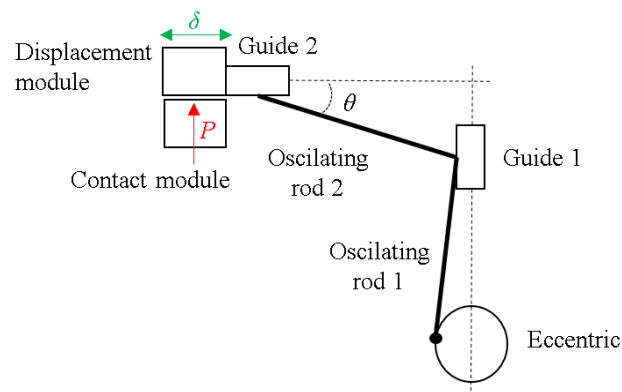 δ
Guide 2
Displacement
module
θ
P
Guide 1
Contact module
Oscilating
rod 2
Oscilating
rod 1
Eccentric